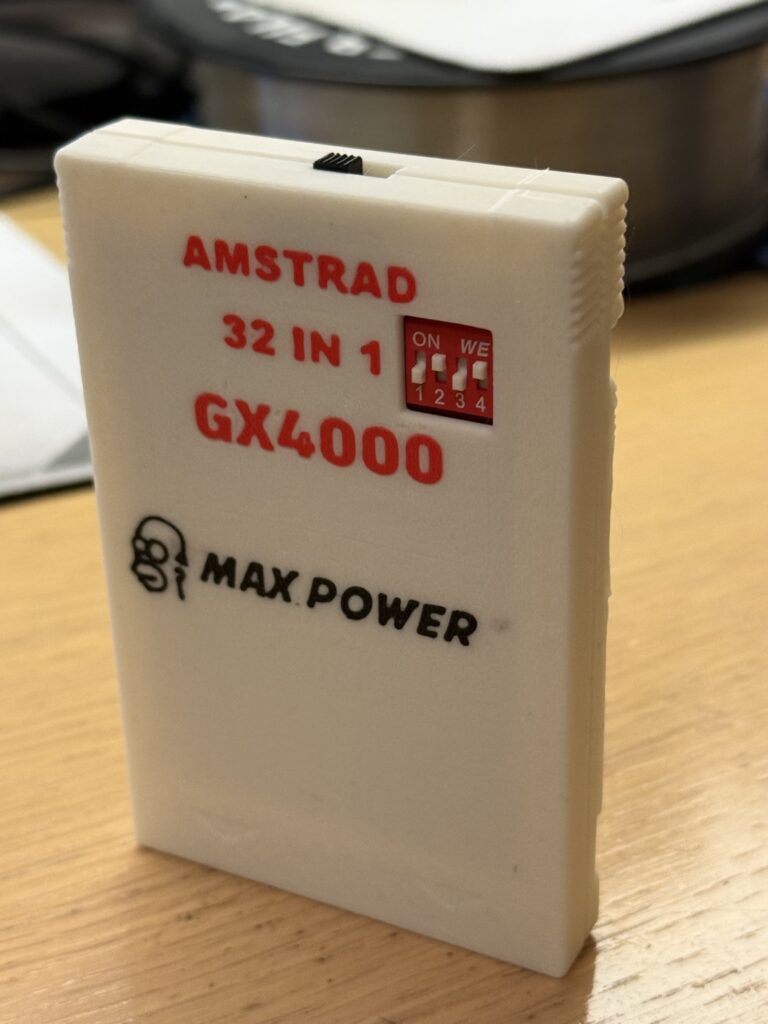 AMSTRAD
32 IN 1
ON WE
1 2 3 4
GX4000
MAX POWER